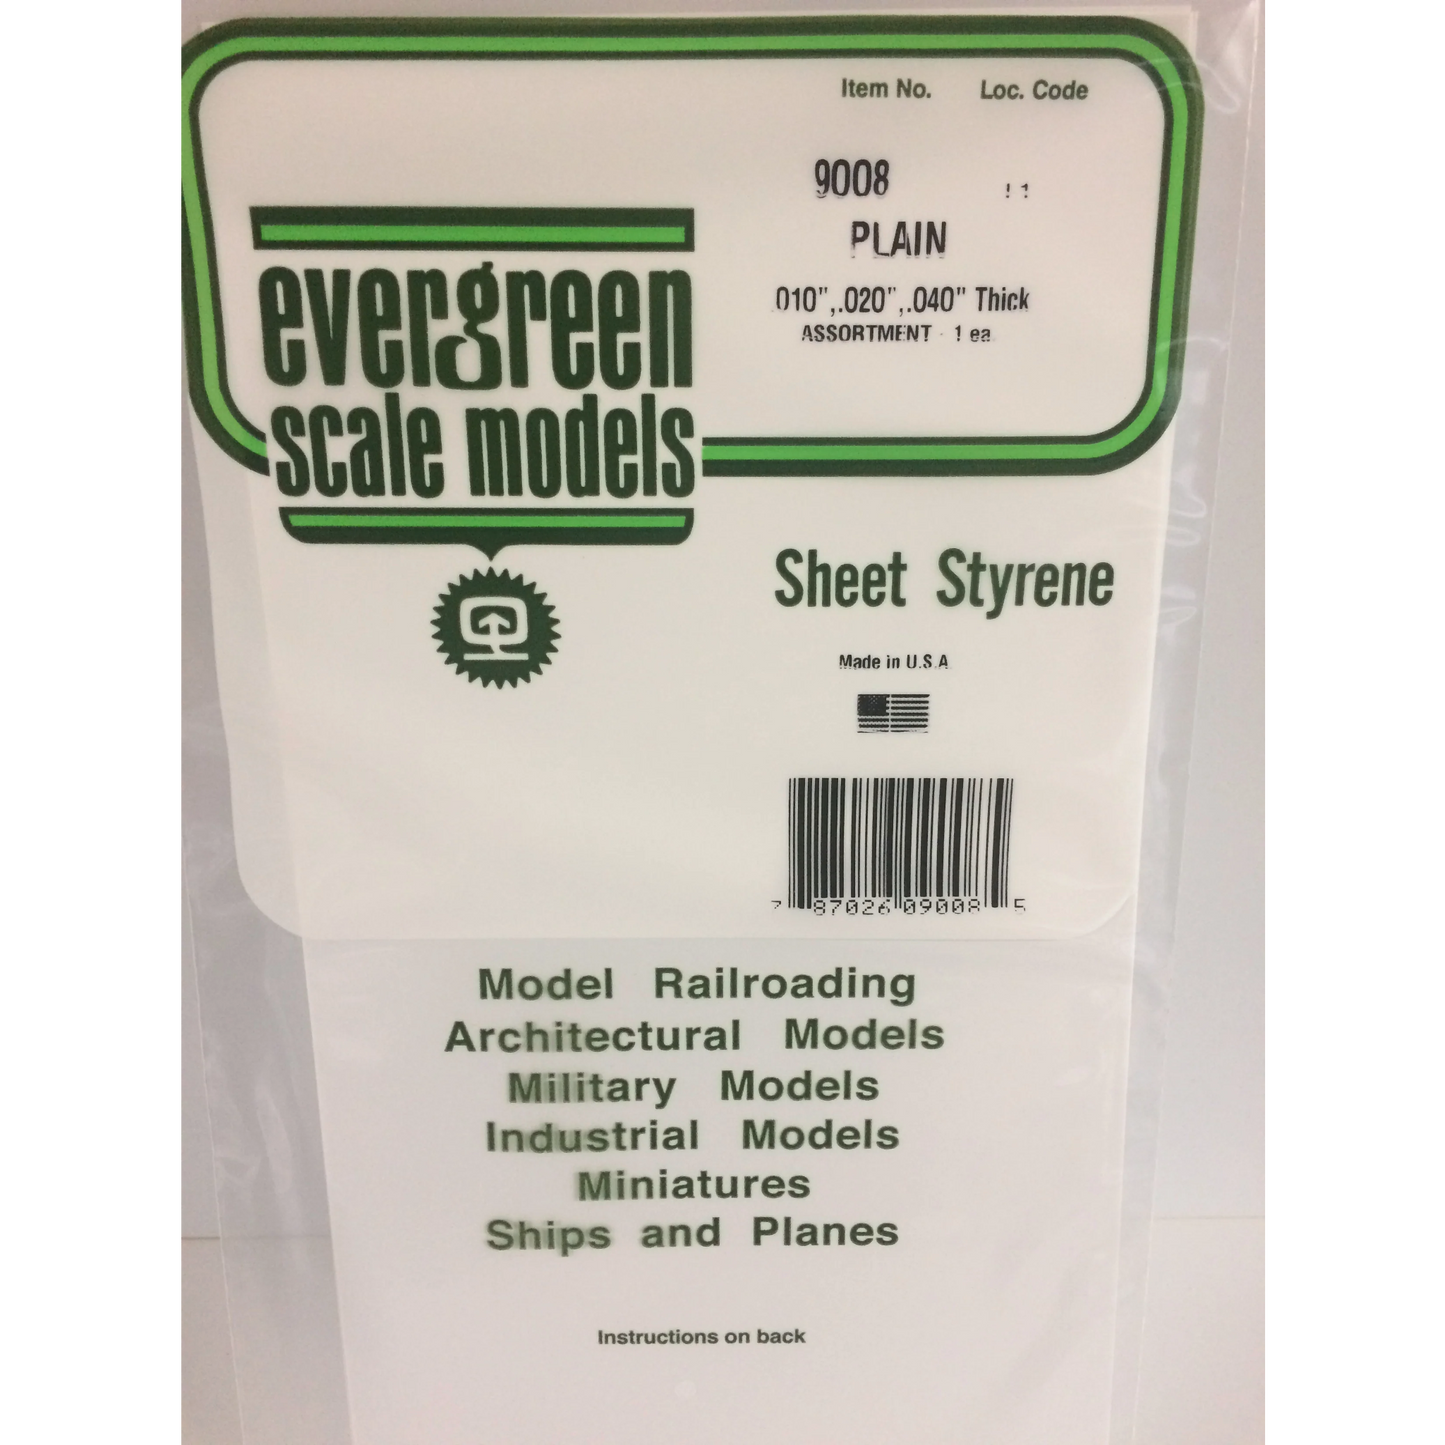 Item No. Loc. Code
9008
PLAIN
.010",.020",.040" Thick
ASSORTMENT - 1 ea.
evergreen
scale models
Sheet Styrene
Made in U.S.A
7 87026 09008 5
Model Railroading
Architectural Models
Military Models
Industrial Models
Miniatures
Ships and Planes
Instructions on back